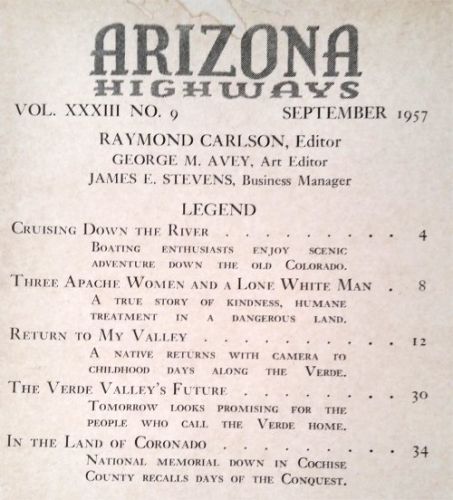 ARIZONA
HIGHWAYS
VOL. XXXIII NO. 9 SEPTEMBER 1957
RAYMOND CARLSON, Editor
GEORGE M. AVEY, Art Editor
JAMES E. STEVENS, Business Manager
LEGEND
CRUISING DOWN THE RIVER . . . . . . . . . 4
BOATING ENTHUSIASTS ENJOY SCENIC
ADVENTURE DOWN THE OLD COLORADO.
THREE APACHE WOMEN AND A LONE WHITE MAN . 8
A TRUE STORY OF KINDNESS, HUMANE
TREATMENT IN A DANGEROUS LAND.
RETURN TO MY VALLEY . . . . . . . . . . 12
A NATIVE RETURNS WITH CAMERA TO
CHILDHOOD DAYS ALONG THE VERDE.
THE VERDE VALLEY'S FUTURE . . . . . . . . 30
TOMORROW LOOKS PROMISING FOR THE
PEOPLE WHO CALL THE VERDE HOME.
IN THE LAND OF CORONADO . . . . . . . . . 34
NATIONAL MEMORIAL DOWN IN COCHISE
COUNTY RECALLS DAYS OF THE CONQUEST.